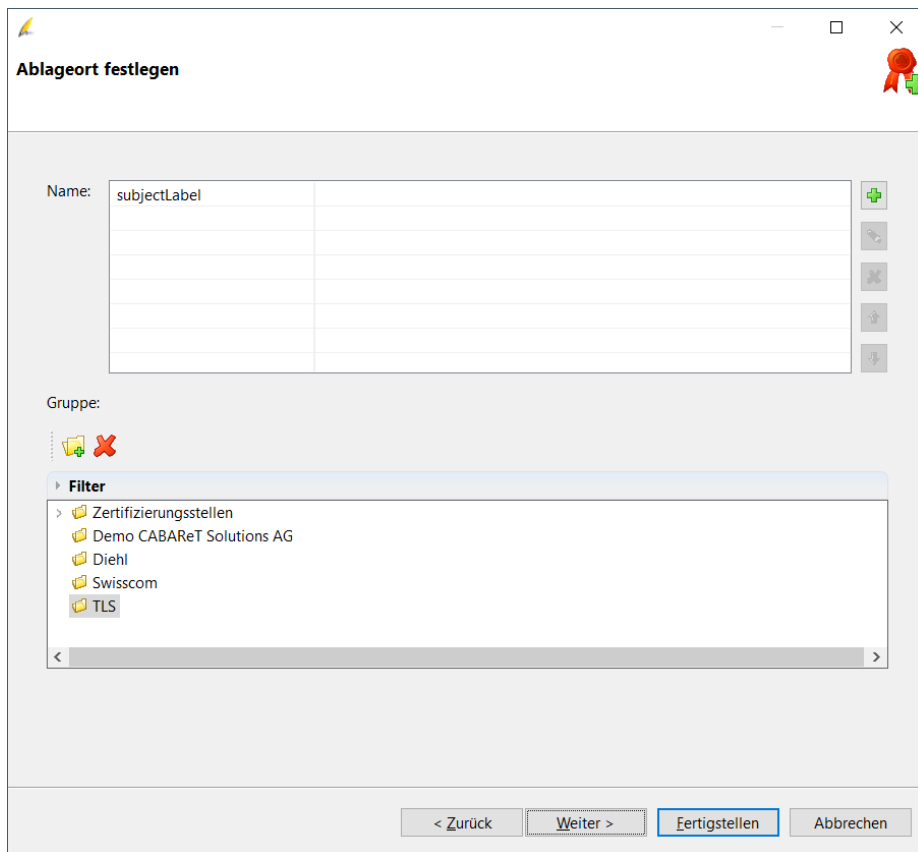 Ablageort festlegen
Name:
subjectLabel
Gruppe:
Filter
Zertifizierungsstellen
Demo CABAReT Solutions AG
Diehl
Swisscom
TLS
< Zurück Weiter > Fertigstellen Abbrechen